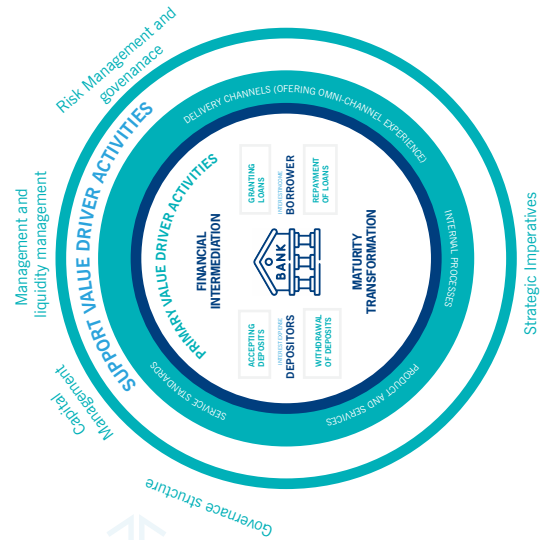 Risk Management and
govenanace
Management and
liquidity management
Capital
Management
Governace structure
Strategic Imperatives
SUPPORT VALUE DRIVER ACTIVITIES
DELIVERY CHANNELS (OFERING OMNI-CHANNEL EXPERIENCE)
INTERNAL PROCESSES
PRODUCT AND SERVICES
SERVICE STANDARDS
PRIMARY VALUE DRIVER ACTIVITIES
FINANCIAL
INTERMEDIATION
ACCEPTING
DEPOSITS
DEPOSITORS
WITHDRAWAL
OF DEPOSITS
BANK
GRANTING
LOANS
BORROWER
REPAYMENT
OF LOANS
MATURITY
TRANSFORMATION